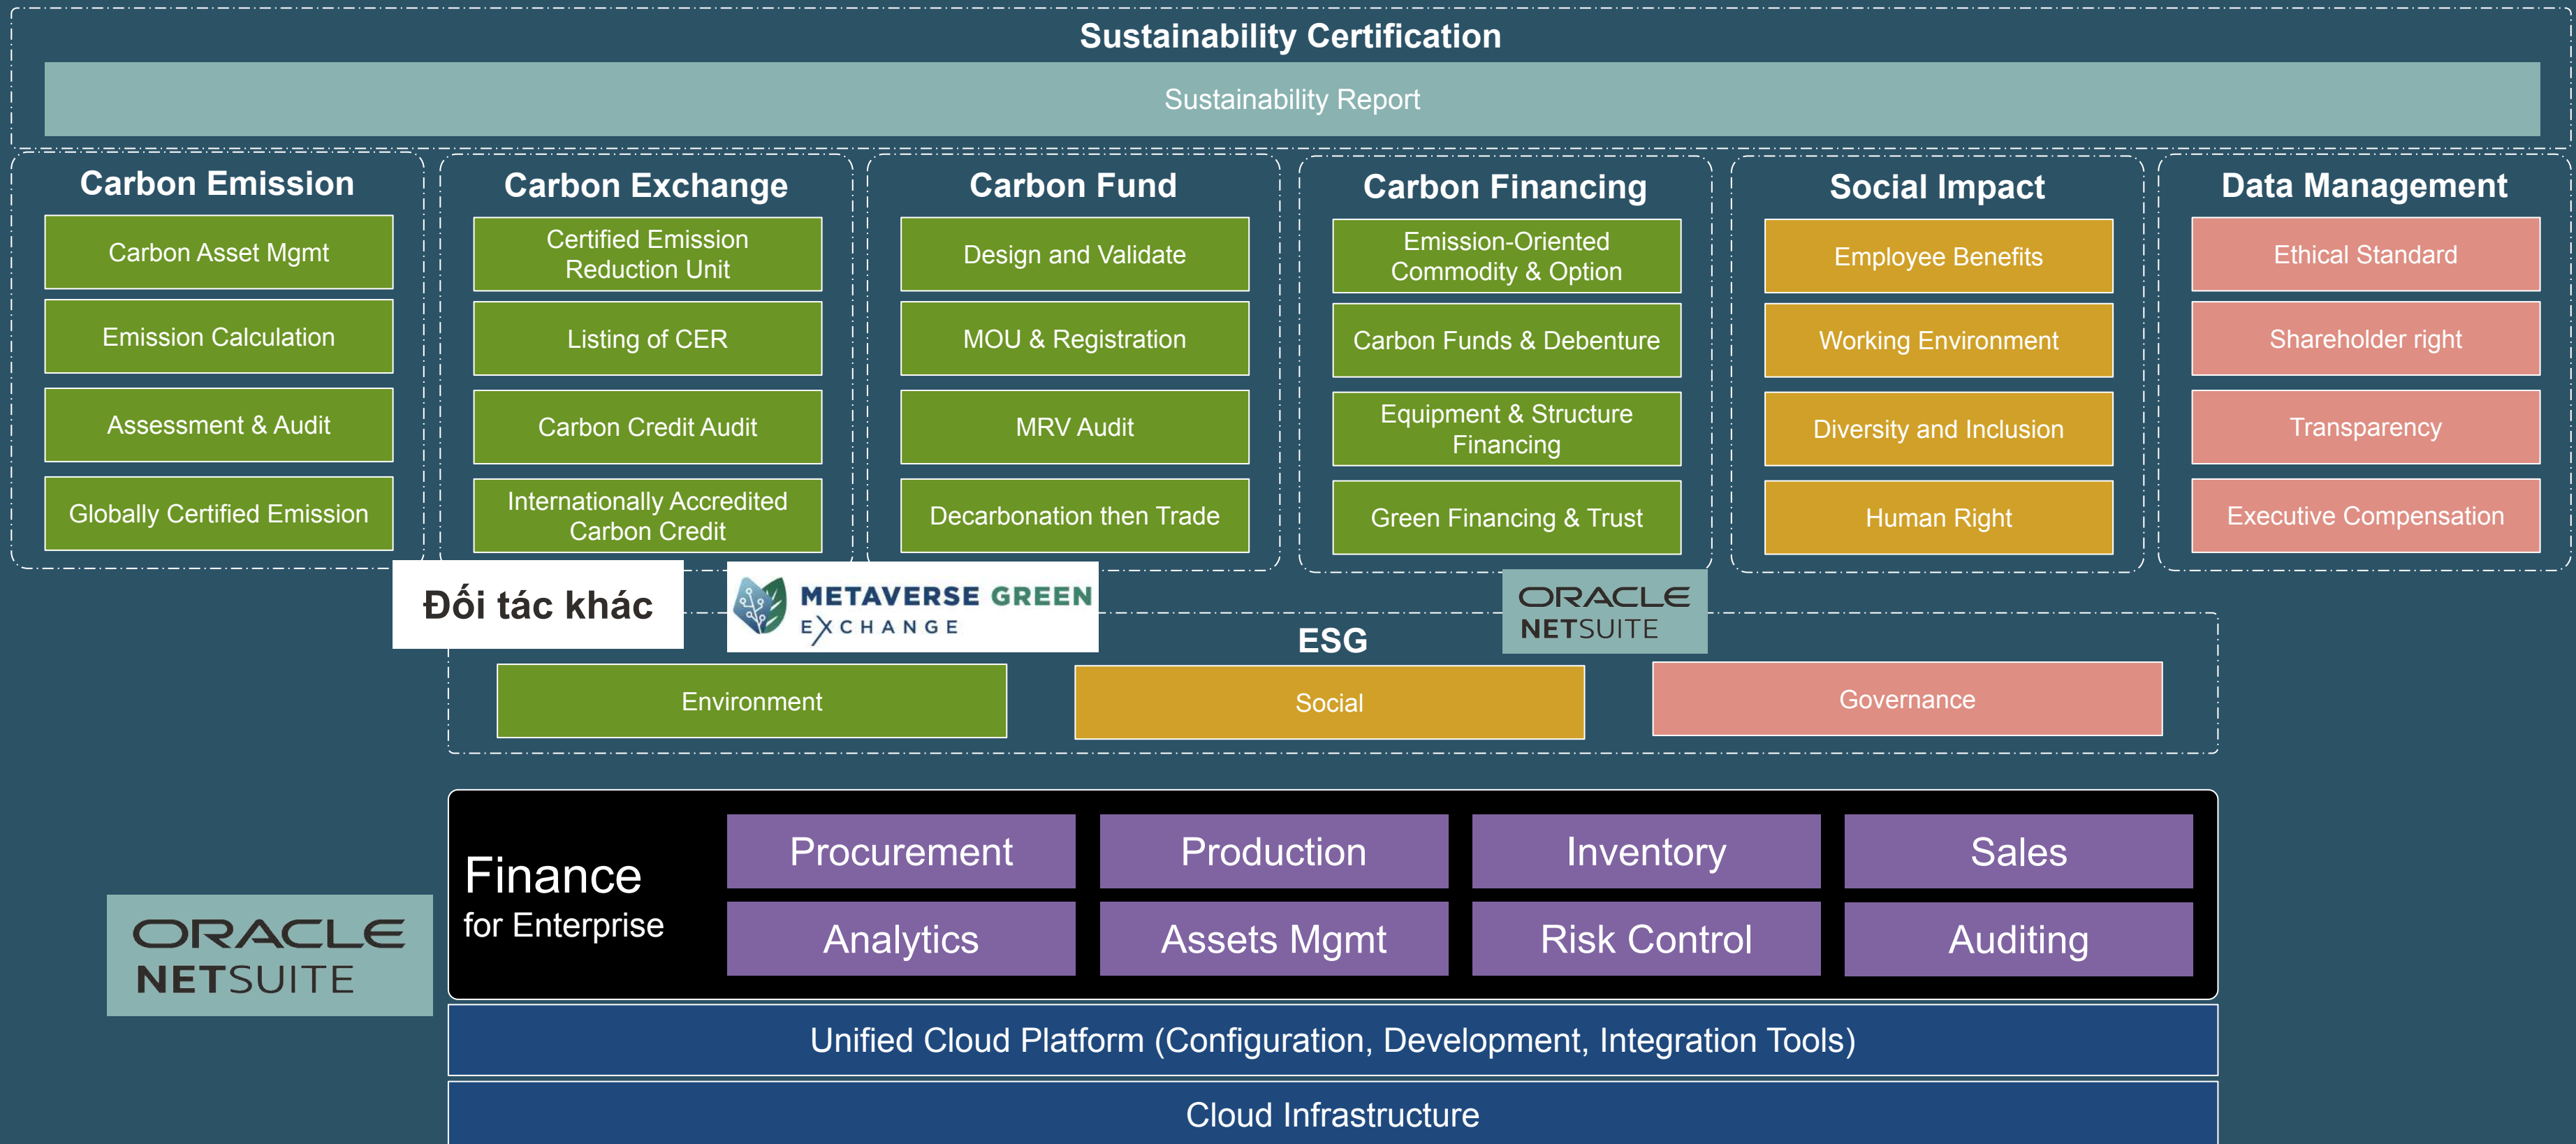 Sustainability Certification
Sustainability Report
Carbon Emission
Carbon Asset Mgmt
Emission Calculation
Assessment & Audit
Globally Certified Emission
Carbon Exchange
Certified Emission
Reduction Unit
Listing of CER
Carbon Credit Audit
Internationally Accredited
Carbon Credit
Carbon Fund
Design and Validate
MOU & Registration
MRV Audit
Decarbonation then Trade
Carbon Financing
Emission-Oriented
Commodity & Option
Carbon Funds & Debenture
Equipment & Structure
Financing
Green Financing & Trust
Social Impact
Employee Benefits
Working Environment
Diversity and Inclusion
Human Right
Data Management
Ethical Standard
Shareholder right
Transparency
Executive Compensation
Đối tác khác
METAVERSE GREEN
EXCHANGE
ORACLE
NETSUITE
ESG
Environment
Social
Governance
ORACLE
NETSUITE
Finance
for Enterprise
Procurement
Production
Inventory
Sales
Analytics
Assets Mgmt
Risk Control
Auditing
Unified Cloud Platform (Configuration, Development, Integration Tools)
Cloud Infrastructure